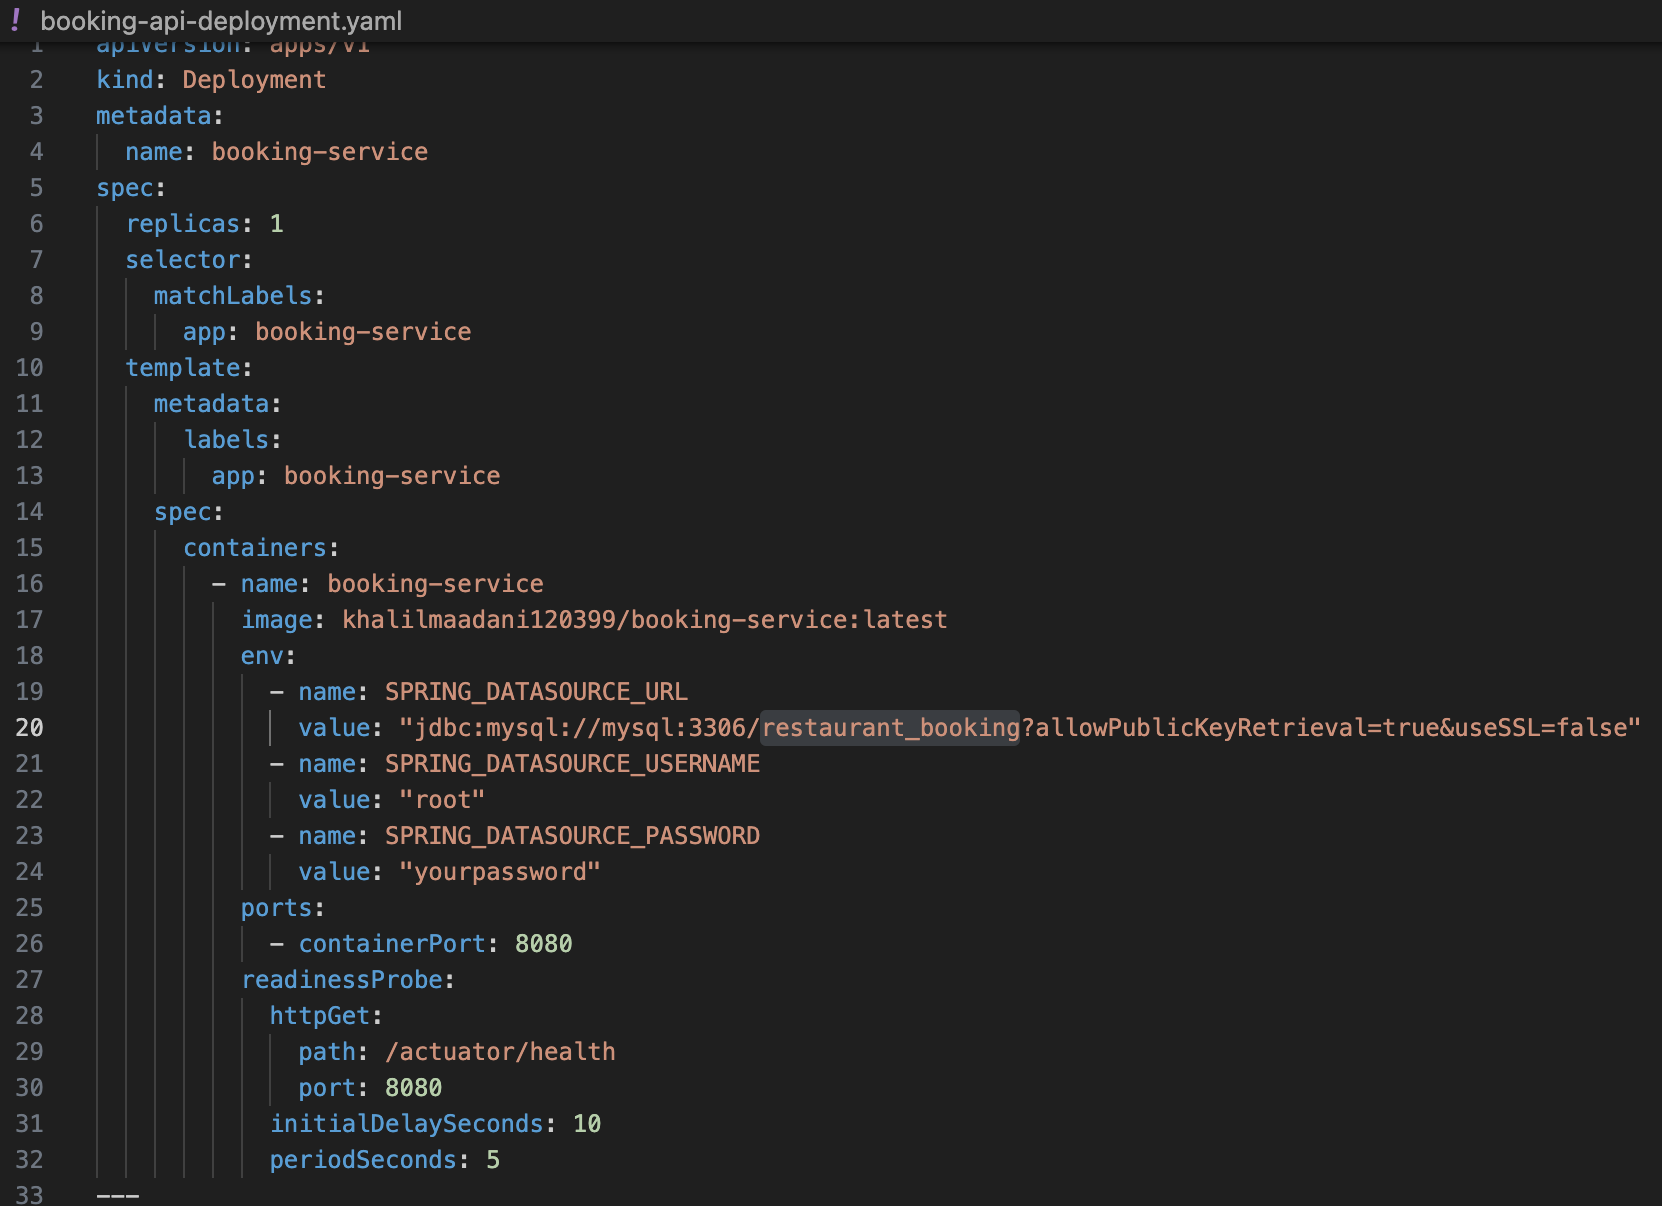 ! booking-api-deployment.yaml
1 apiVersion: apps/v1
2 kind: Deployment
3 metadata:
4   name: booking-service
5 spec:
6   replicas: 1
7   selector:
8     matchLabels:
9       app: booking-service
10   template:
11     metadata:
12       labels:
13         app: booking-service
14     spec:
15       containers:
16         - name: booking-service
17           image: khalilmaadani120399/booking-service:latest
18           env:
19             - name: SPRING_DATASOURCE_URL
20               value: "jdbc:mysql://mysql:3306/restaurant_booking?allowPublicKeyRetrieval=true&useSSL=false"
21             - name: SPRING_DATASOURCE_USERNAME
22               value: "root"
23             - name: SPRING_DATASOURCE_PASSWORD
24               value: "yourpassword"
25           ports:
26             - containerPort: 8080
27           readinessProbe:
28             httpGet:
29               path: /actuator/health
30               port: 8080
31             initialDelaySeconds: 10
32             periodSeconds: 5
33 ---